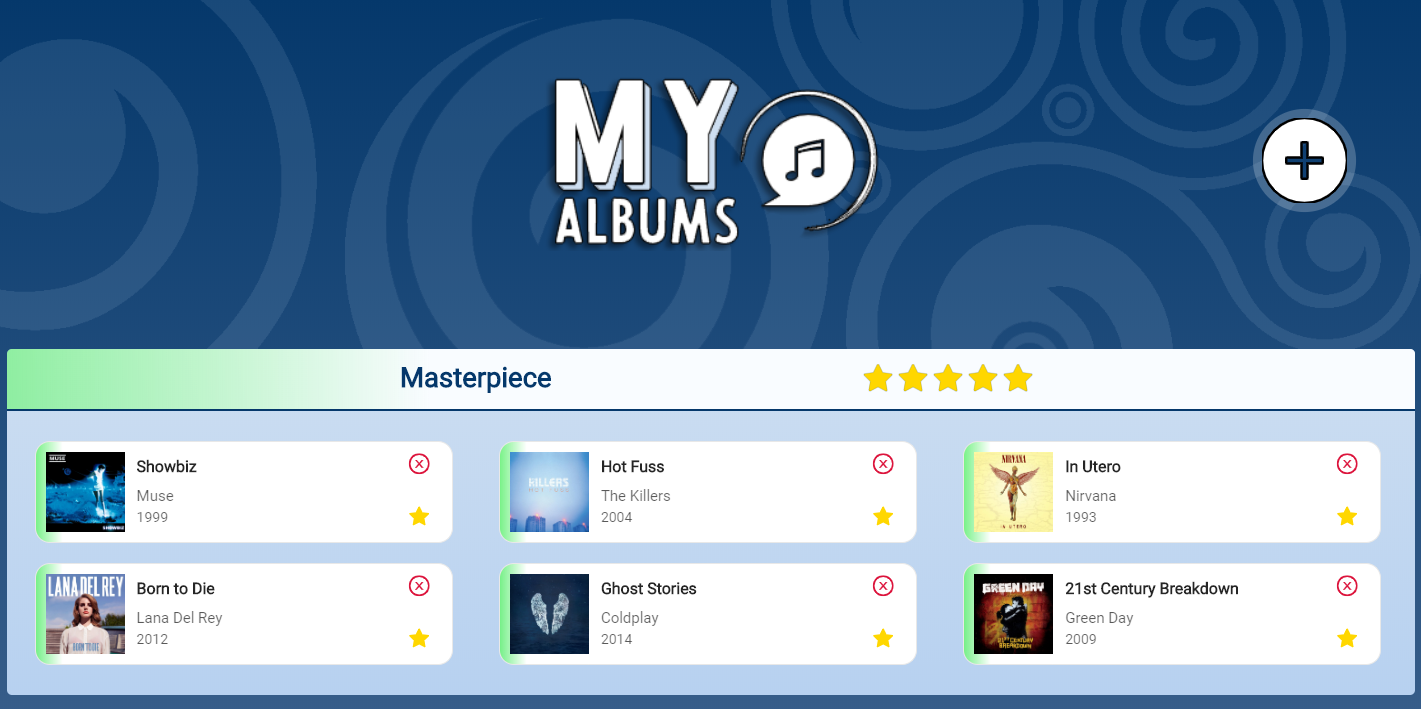 MY
ALBUMS
Masterpiece
MUSE
SHOWBIZ
Showbiz
Muse
1999
KILLERS
HOT FUSS
Hot Fuss
The Killers
2004
NIRVANA
IN UTERO
In Utero
Nirvana
1993
LANA DEL REY
BORN TO DIE
Born to Die
Lana Del Rey
2012
Ghost Stories
Coldplay
2014
GREEN DAY
21ST CENTURY
BREAKDOWN
21st Century Breakdown
Green Day
2009